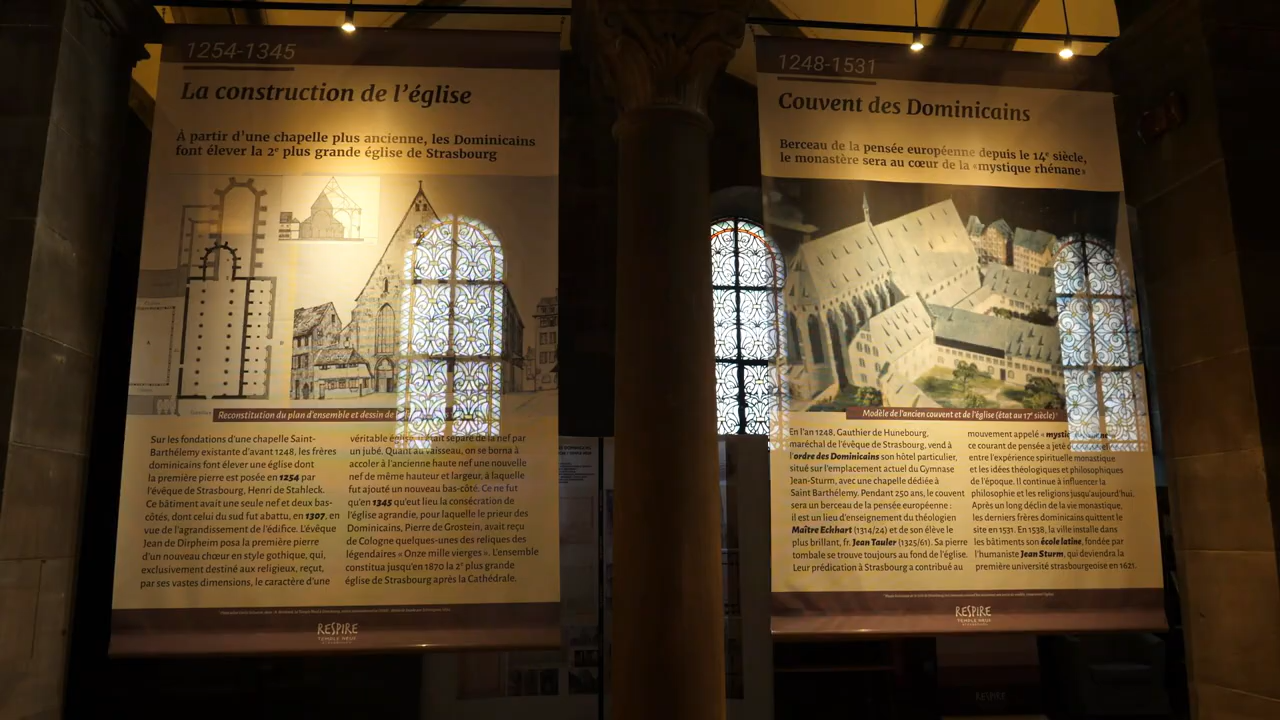 1254-1345
La construction de l'église
À partir d'une chapelle plus ancienne, les Dominicains
font élever la 2e plus grande église de Strasbourg
Reconstitution du plan d'ensemble et dessin de
Sur les fondations d'une chapelle Saint-
Barthélemy existante d'avant 1248, les frères
dominicains font élever une église dont
la première pierre est posée en 1254 par
l'évêque de Strasbourg, Henri de Stahleck.
Ce bâtiment avait une seule nef et deux bas-
côtés, dont celui du sud fut abattu, en 1307, en
vue de l'agrandissement de l'édifice. L'évêque
Jean de Dirpheim posa la première pierre
d'un nouveau chœur en style gothique, qui,
exclusivement destiné aux religieux, reçut,
par ses vastes dimensions, le caractère d'une
véritable église séparé de la nef par
un jubé. Quant au vaisseau, on se borna à
accoler à l'ancienne haute nef une nouvelle
nef de même hauteur et largeur, à laquelle
fut ajouté un nouveau bas-côté. Ce ne fut
qu'en 1345 qu'eut lieu la consécration de
l'église agrandie, pour laquelle le prieur des
Dominicains, Pierre de Grostein, avait reçu
de Cologne quelques-unes des reliques des
légendaires « Onze mille vierges ». L'ensemble
constitua jusqu'en 1870 la 2e plus grande
église de Strasbourg après la Cathédrale.
RESPIRE
TEMPLE NEUF
1248-1531
Couvent des Dominicains
Berceau de la pensée européenne depuis le 14e siècle,
le monastère sera au cœur de la «mystique rhénane»
Modèle de l'ancien couvent et de l'église (état au 17e siècle)
En l'an 1248, Gauthier de Hunebourg,
maréchal de l'évêque de Strasbourg, vend à
l'ordre des Dominicains son hôtel particulier,
situé sur l'emplacement actuel du Gymnase
Jean-Sturm, avec une chapelle dédiée à
Saint Barthélemy. Pendant 250 ans, le couvent
sera un berceau de la pensée européenne :
il est un lieu d'enseignement du théologien
Maître Eckhart (1314/24) et de son élève le
plus brillant, fr. Jean Tauler (1325/61). Sa pierre
tombale se trouve toujours au fond de l'église.
Leur prédication à Strasbourg a contribué au
mouvement appelé « mysti
ce courant de pensée a jeté
entre l'expérience spirituelle monastique
et les idées théologiques et philosophiques
de l'époque. Il continue à influencer la
philosophie et les religions jusqu'aujourd'hui.
Après un long déclin de la vie monastique,
les derniers frères dominicains quittent le
site en 1531. En 1538, la ville installe dans
les bâtiments son école latine, fondée par
l'humaniste Jean Sturm, qui deviendra la
première université strasbourgeoise en 1621.
RESPIRE
TEMPLE NEUF
RESPIRE